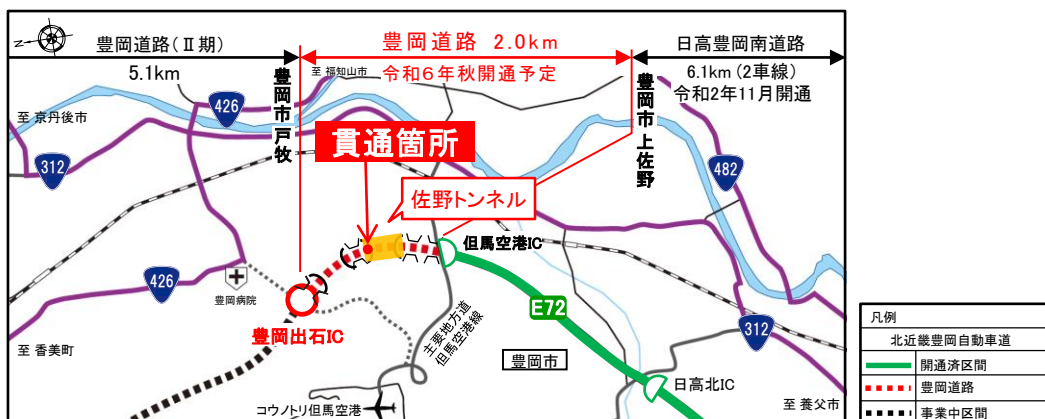 豊岡道路(Ⅱ期)
豊岡道路 2.0km
日高豊岡南道路
5.1km
令和6年秋開通予定
6.1km(2車線)
令和2年11月開通
至 福知山市
至 京丹後市
426
312
豊岡市 戸牧
豊岡市 上佐野
貫通箇所
佐野トンネル
482
但馬空港IC
426
豊岡病院
豊岡出石IC
主要地方道
但馬空港線
E72
312
至 香美町
豊岡市
日高北IC
コウノトリ但馬空港
至 養父市
凡例
北近畿豊岡自動車道
開通済区間
豊岡道路
事業中区間